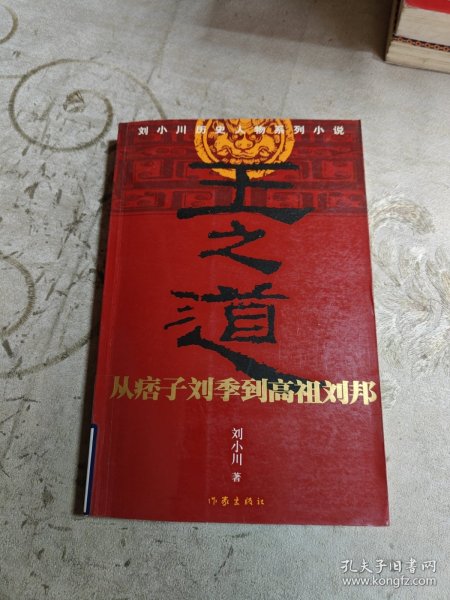 刘小川历史人物系列小说
王之道
从痞子刘季到高祖刘邦
刘小川 著
作家出版社
孔夫子旧书网
www.kongfz.com